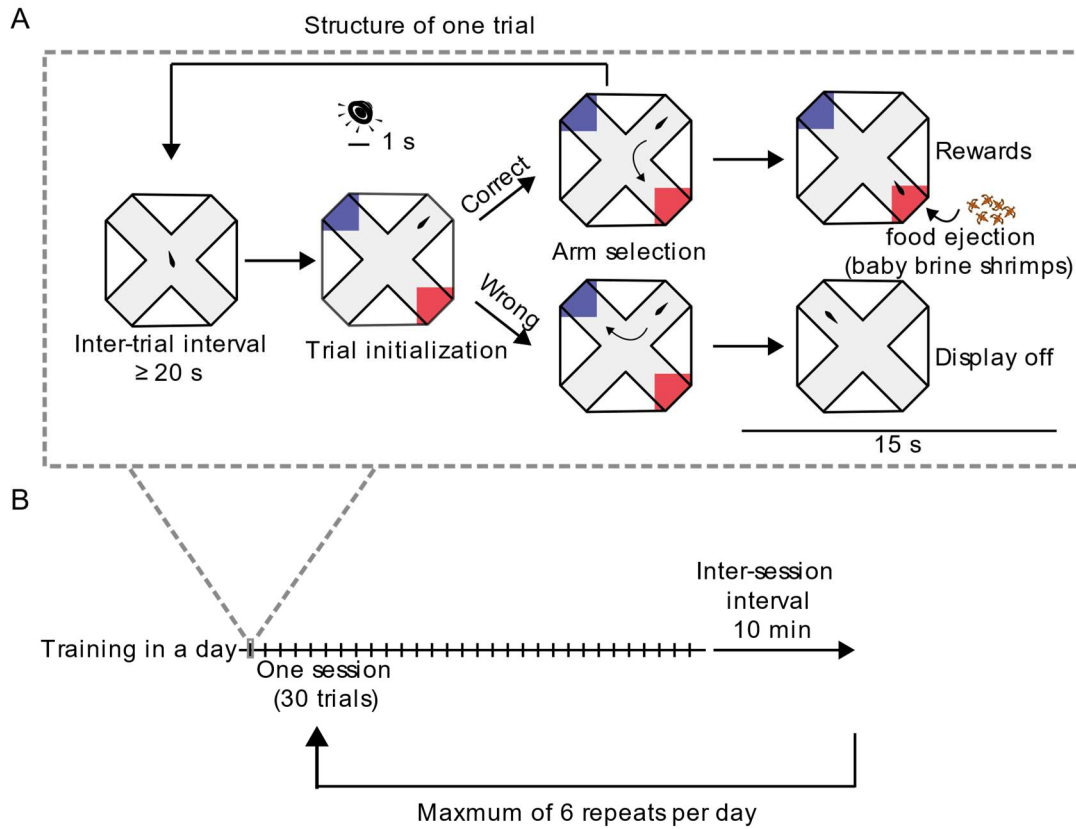 A
Structure of one trial
1 s
Correct
Wrong
Inter-trial interval
≥ 20 s
Trial initialization
Arm selection
Rewards
food ejection
(baby brine shrimps)
Display off
15 s
B
Training in a day
One session
(30 trials)
Inter-session
interval
10 min
Maxmum of 6 repeats per day